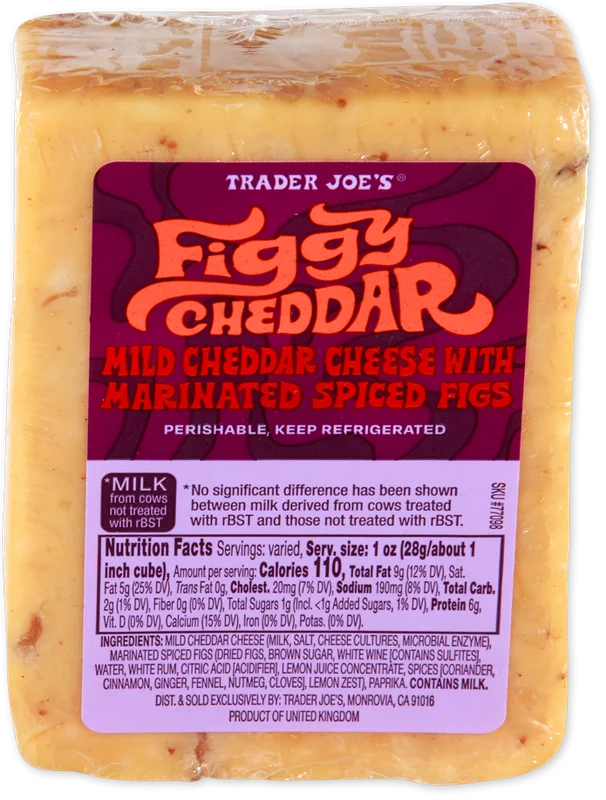 TRADER JOE'S®
Figgy
CHEDDAR
MILD CHEDDAR CHEESE WITH
MARINATED SPICED FIGS
PERISHABLE, KEEP REFRIGERATED
*MILK
from cows
not treated
with rBST
*No significant difference has been shown
between milk derived from cows treated
with rBST and those not treated with rBST.
SKU #77098
Nutrition Facts Servings: varied, Serv. size: 1 oz (28g/about 1
inch cube), Amount per serving: Calories 110, Total Fat 9g (12% DV), Sat.
Fat 5g (25% DV), Trans Fat 0g, Cholest. 20mg (7% DV), Sodium 190mg (8% DV), Total Carb.
2g (1% DV), Fiber 0g (0% DV), Total Sugars 1g (Incl. <1g Added Sugars, 1% DV), Protein 6g,
Vit. D (0% DV), Calcium (15% DV), Iron (0% DV), Potas. (0% DV).
INGREDIENTS: MILD CHEDDAR CHEESE (MILK, SALT, CHEESE CULTURES, MICROBIAL ENZYME),
MARINATED SPICED FIGS (DRIED FIGS, BROWN SUGAR, WHITE WINE [CONTAINS SULFITES],
WATER, WHITE RUM, CITRIC ACID [ACIDIFIER], LEMON JUICE CONCENTRATE, SPICES [CORIANDER,
CINNAMON, GINGER, FENNEL, NUTMEG, CLOVES], LEMON ZEST), PAPRIKA. CONTAINS MILK.
DIST. & SOLD EXCLUSIVELY BY: TRADER JOE'S, MONROVIA, CA 91016
PRODUCT OF UNITED KINGDOM